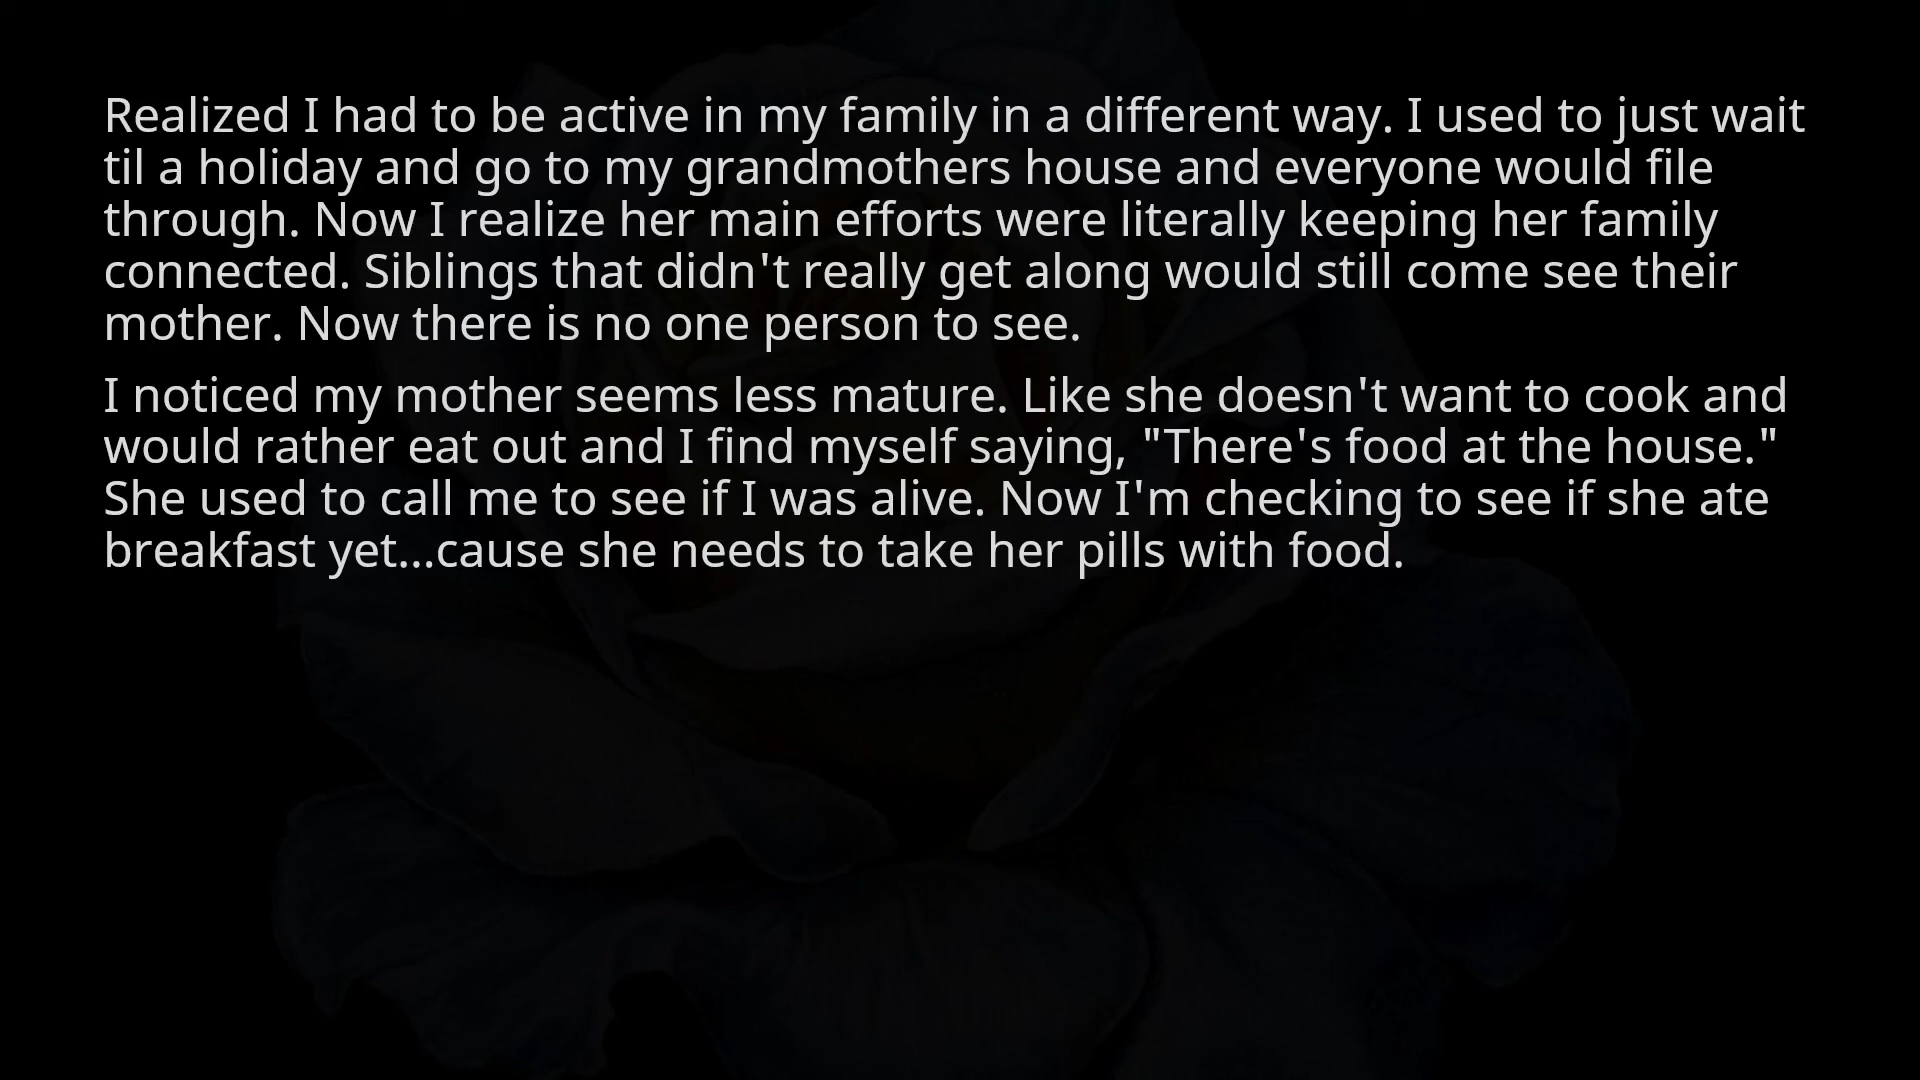 Realized I had to be active in my family in a different way. I used to just wait
til a holiday and go to my grandmothers house and everyone would file
through. Now I realize her main efforts were literally keeping her family
connected. Siblings that didn't really get along would still come see their
mother. Now there is no one person to see.
I noticed my mother seems less mature. Like she doesn't want to cook and
would rather eat out and I find myself saying, "There's food at the house."
She used to call me to see if I was alive. Now I'm checking to see if she ate
breakfast yet...cause she needs to take her pills with food.